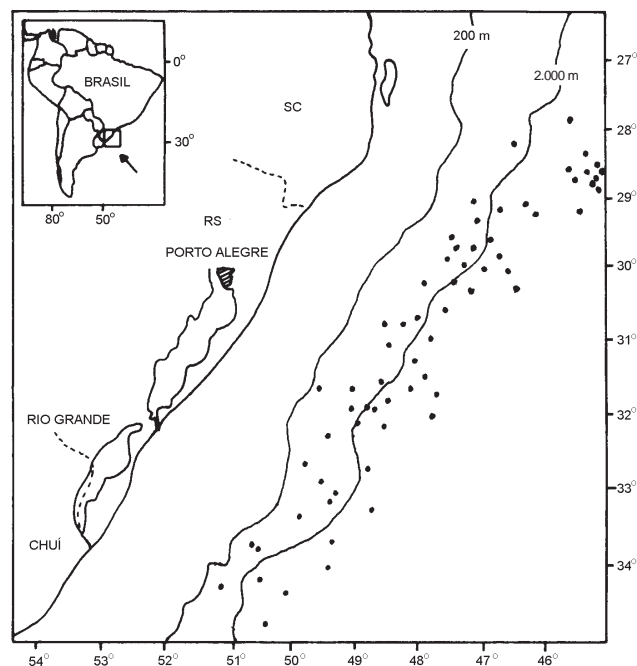 BRASIL
0°
30°
80° 50°
200 m
2.000 m
SC
RS
PORTO ALEGRE
RIO GRANDE
CHUÍ
27°
28°
29°
30°
31°
32°
33°
34°
54° 53° 52° 51° 50° 49° 48° 47° 46°